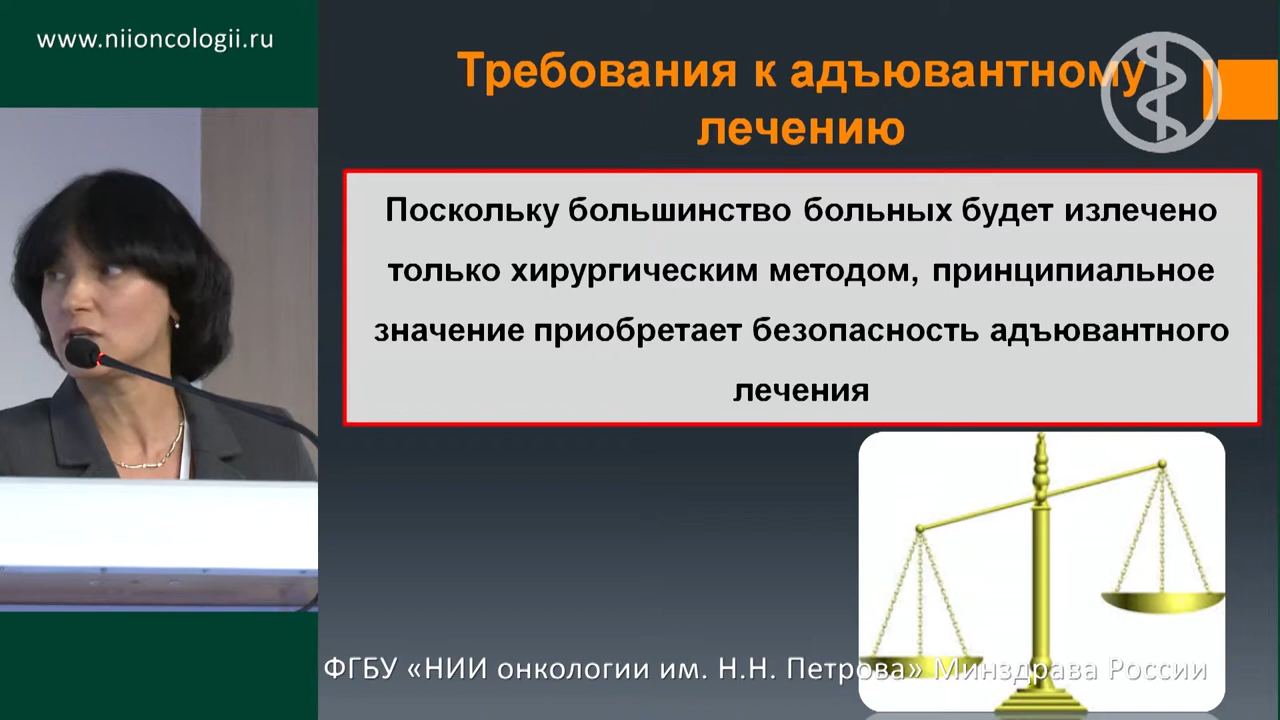 www.niioncologii.ru
Требования к адъювантному
лечению
Поскольку большинство больных будет излечено
только хирургическим методом, принципиальное
значение приобретает безопасность адъювантного
лечения
ФГБУ «НИИ онкологии им. Н.Н. Петрова» Минздрава России